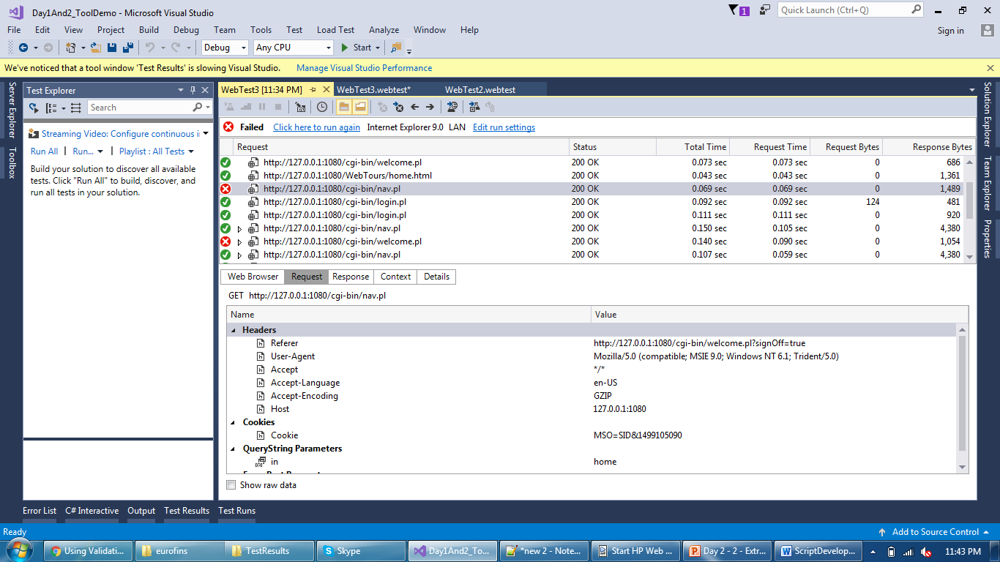 Day1And2_ToolDemo - Microsoft Visual Studio
1
Quick Launch (Ctrl+Q)
File Edit View Project Build Debug Team Tools Test Load Test Analyze Window Help
Sign in
Debug Any CPU Start
We've noticed that a tool window 'Test Results' is slowing Visual Studio. Manage Visual Studio Performance
Server Explorer
Toolbox
Test Explorer
Search
Streaming Video: Configure continuous i
Run All | Run... | Playlist : All Tests
Build your solution to discover all available
tests. Click "Run All" to build, discover, and
run all tests in your solution.
WebTest3 [11:34 PM] WebTest3.webtest* WebTest2.webtest
Failed Click here to run again Internet Explorer 9.0 LAN Edit run settings
Request Status Total Time Request Time Request Bytes Response Bytes
http://127.0.0.1:1080/cgi-bin/welcome.pl 200 OK 0.073 sec 0.073 sec 0 686
http://127.0.0.1:1080/WebTours/home.html 200 OK 0.043 sec 0.043 sec 0 1,361
http://127.0.0.1:1080/cgi-bin/nav.pl 200 OK 0.069 sec 0.069 sec 0 1,489
http://127.0.0.1:1080/cgi-bin/login.pl 200 OK 0.092 sec 0.092 sec 124 481
http://127.0.0.1:1080/cgi-bin/login.pl 200 OK 0.111 sec 0.111 sec 0 920
http://127.0.0.1:1080/cgi-bin/nav.pl 200 OK 0.150 sec 0.105 sec 0 4,380
http://127.0.0.1:1080/cgi-bin/welcome.pl 200 OK 0.140 sec 0.090 sec 0 1,054
http://127.0.0.1:1080/cgi-bin/nav.pl 200 OK 0.107 sec 0.059 sec 0 4,380
Web Browser Request Response Context Details
GET http://127.0.0.1:1080/cgi-bin/nav.pl
Name Value
Headers
Referer http://127.0.0.1:1080/cgi-bin/welcome.pl?signOff=true
User-Agent Mozilla/5.0 (compatible; MSIE 9.0; Windows NT 6.1; Trident/5.0)
Accept */*
Accept-Language en-US
Accept-Encoding GZIP
Host 127.0.0.1:1080
Cookies
Cookie MSO=SID&1499105090
QueryString Parameters
in home
Show raw data
Solution Explorer
Team Explorer
Properties
Error List C# Interactive Output Test Results Test Runs
Ready
Add to Source Control
Using Validati... eurofins TestResults Skype Day1And2_To... *new 2 - Note... Start HP Web ... Day 2 - 2 - Extr... ScriptDevelop... 11:43 PM